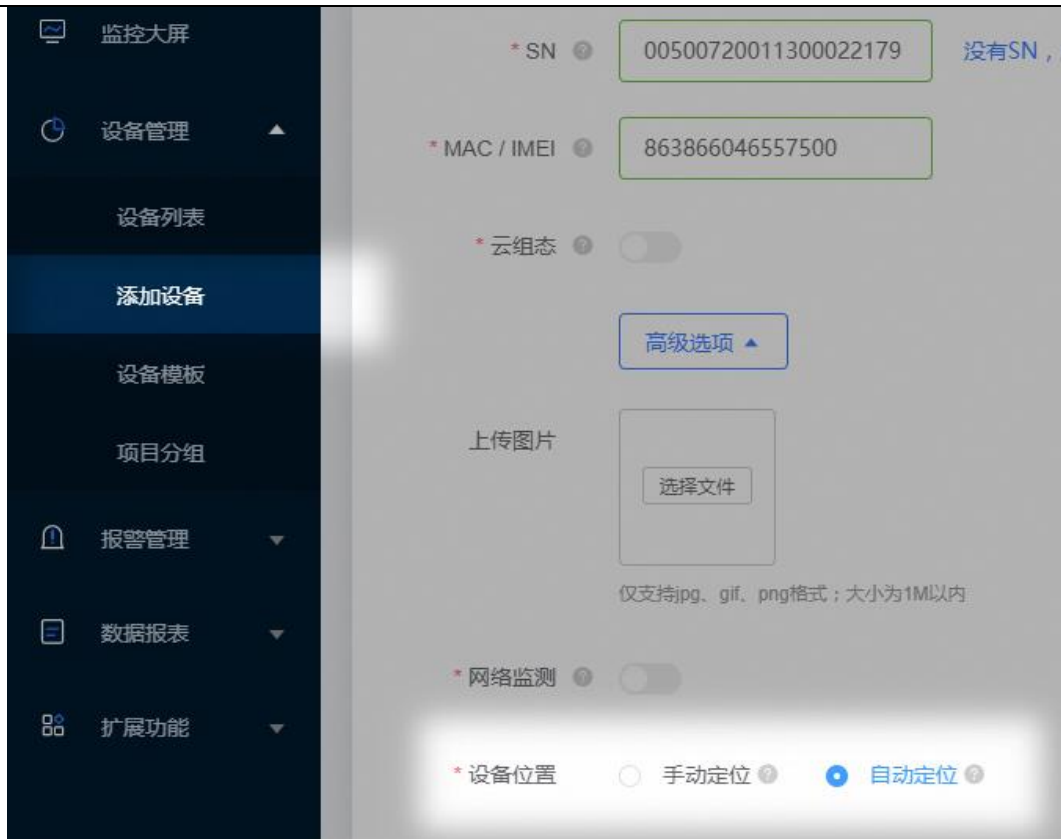 监控大屏
设备管理
设备列表
添加设备
设备模板
项目分组
报警管理
数据报表
扩展功能
* SN 00500720011300022179 没有SN，
* MAC / IMEI 863866046557500
* 云组态
高级选项
上传图片
选择文件
仅支持jpg、gif、png格式；大小为1M以内
* 网络监测
* 设备位置 手动定位 自动定位